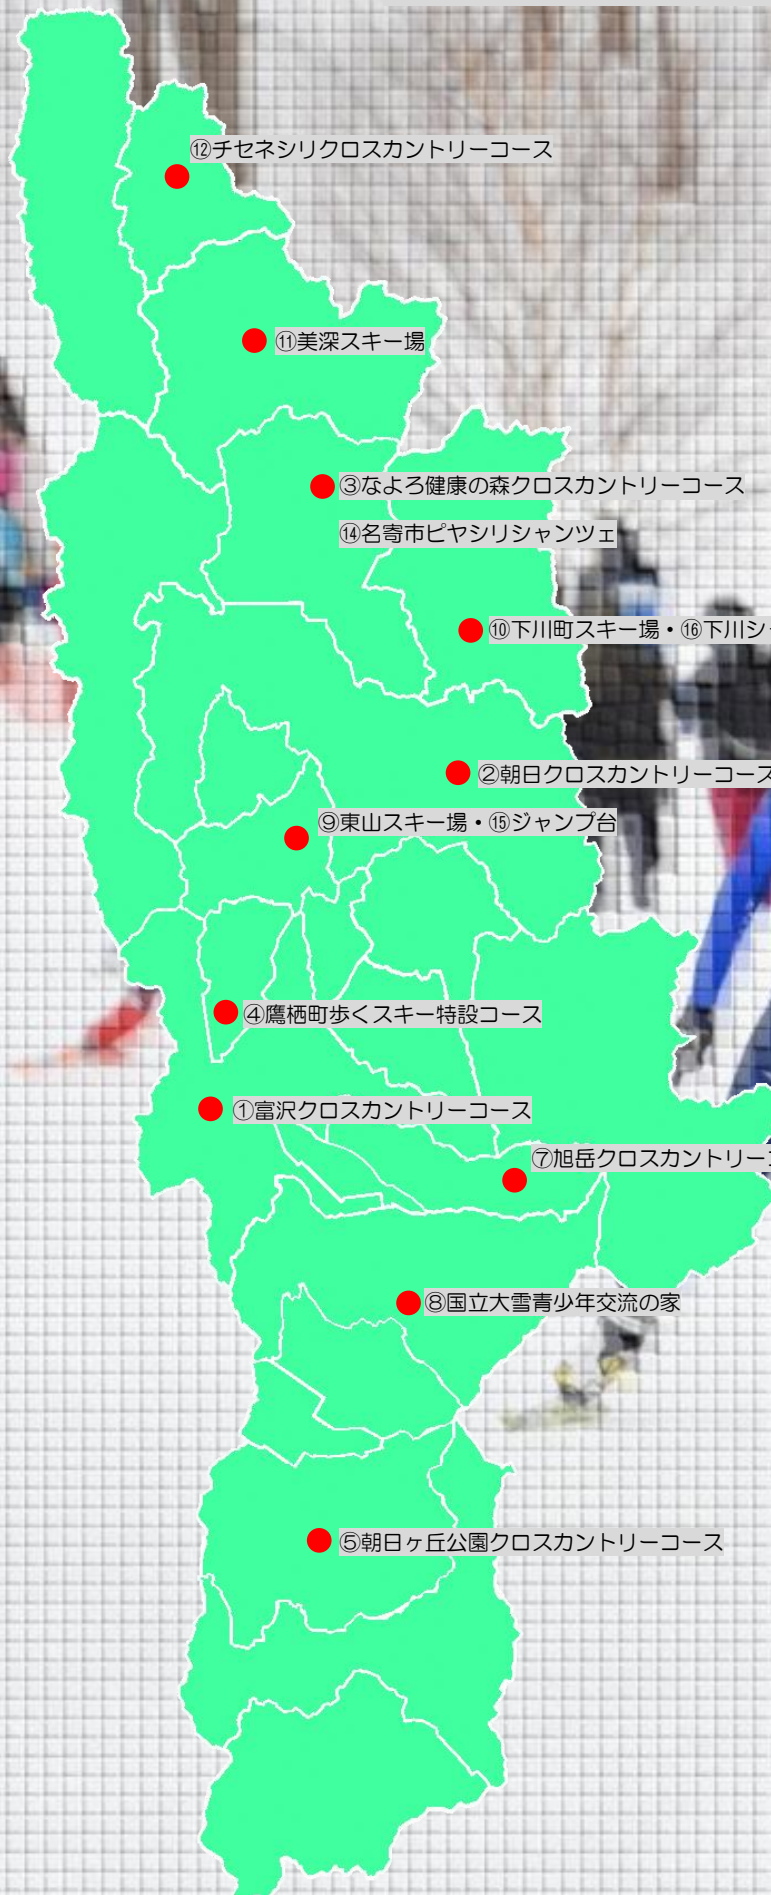 ⑫チセネシリクロスカントリーコース
⑪美深スキー場
③なよろ健康の森クロスカントリーコース
⑭名寄市ピヤシリシャンツェ
⑩下川町スキー場・⑯下川シ
②朝日クロスカントリーコース
⑨東山スキー場・⑮ジャンプ台
④鷹栖町歩くスキー特設コース
①富沢クロスカントリーコース
⑦旭岳クロスカントリー
⑧国立大雪青少年交流の家
⑤朝日ヶ丘公園クロスカントリーコース